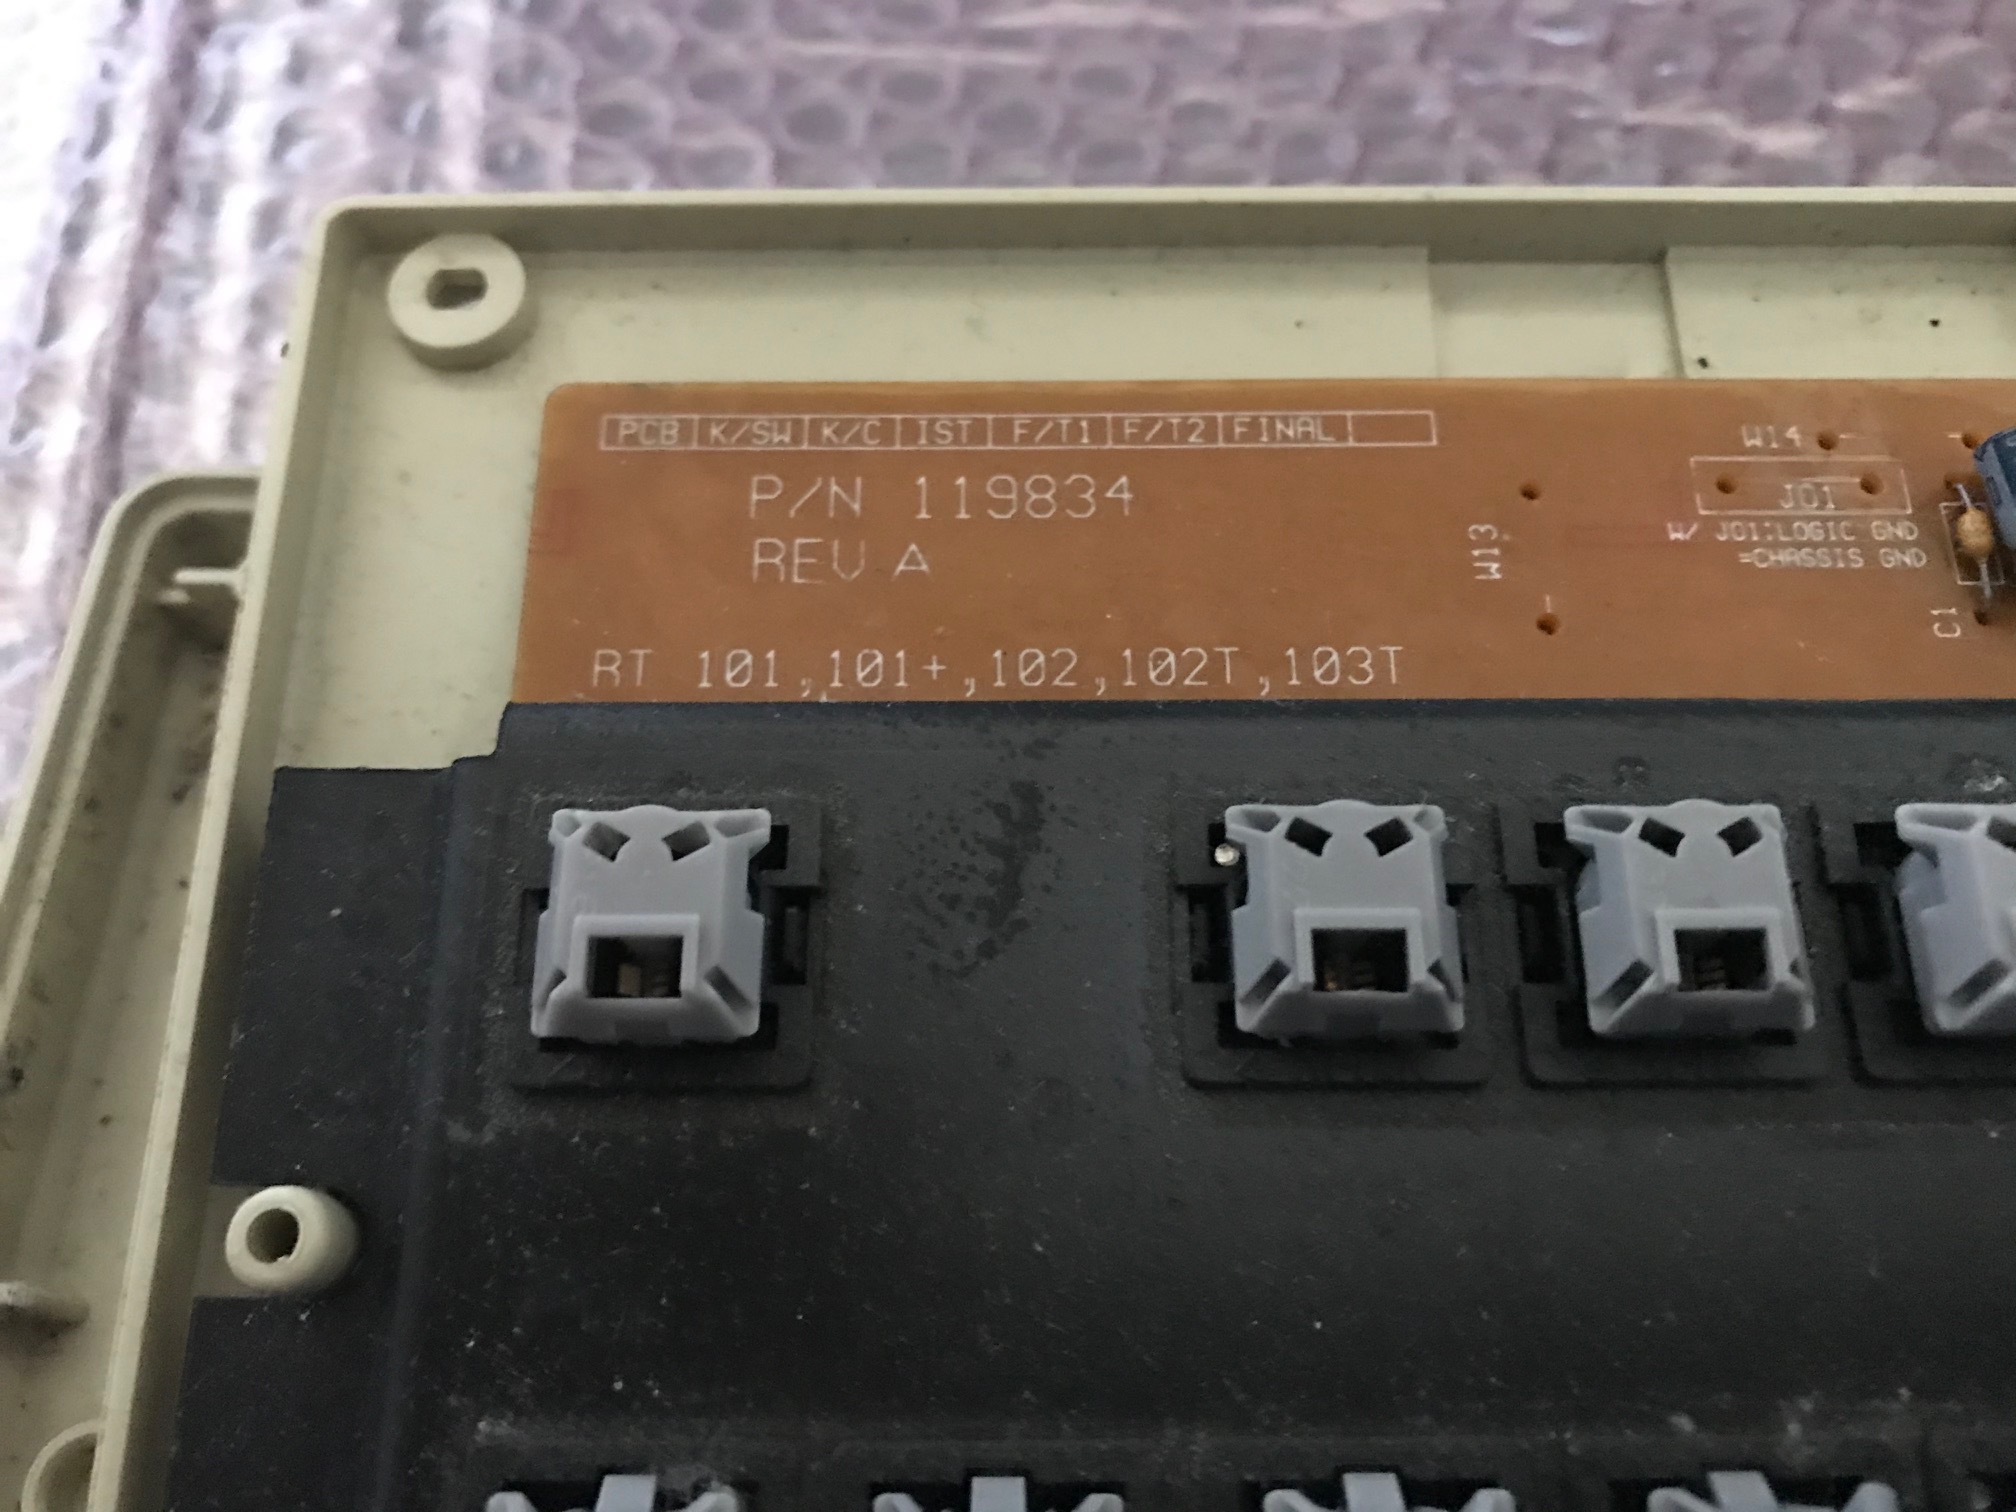 PCB K/SW K/C IST F/T1 F/T2 FINAL
P/N 119834
REV A
RT 101,101+,102,102T,103T
W13
W14
J01
W/ J01:LOGIC GND
=CHASSIS GND
C1